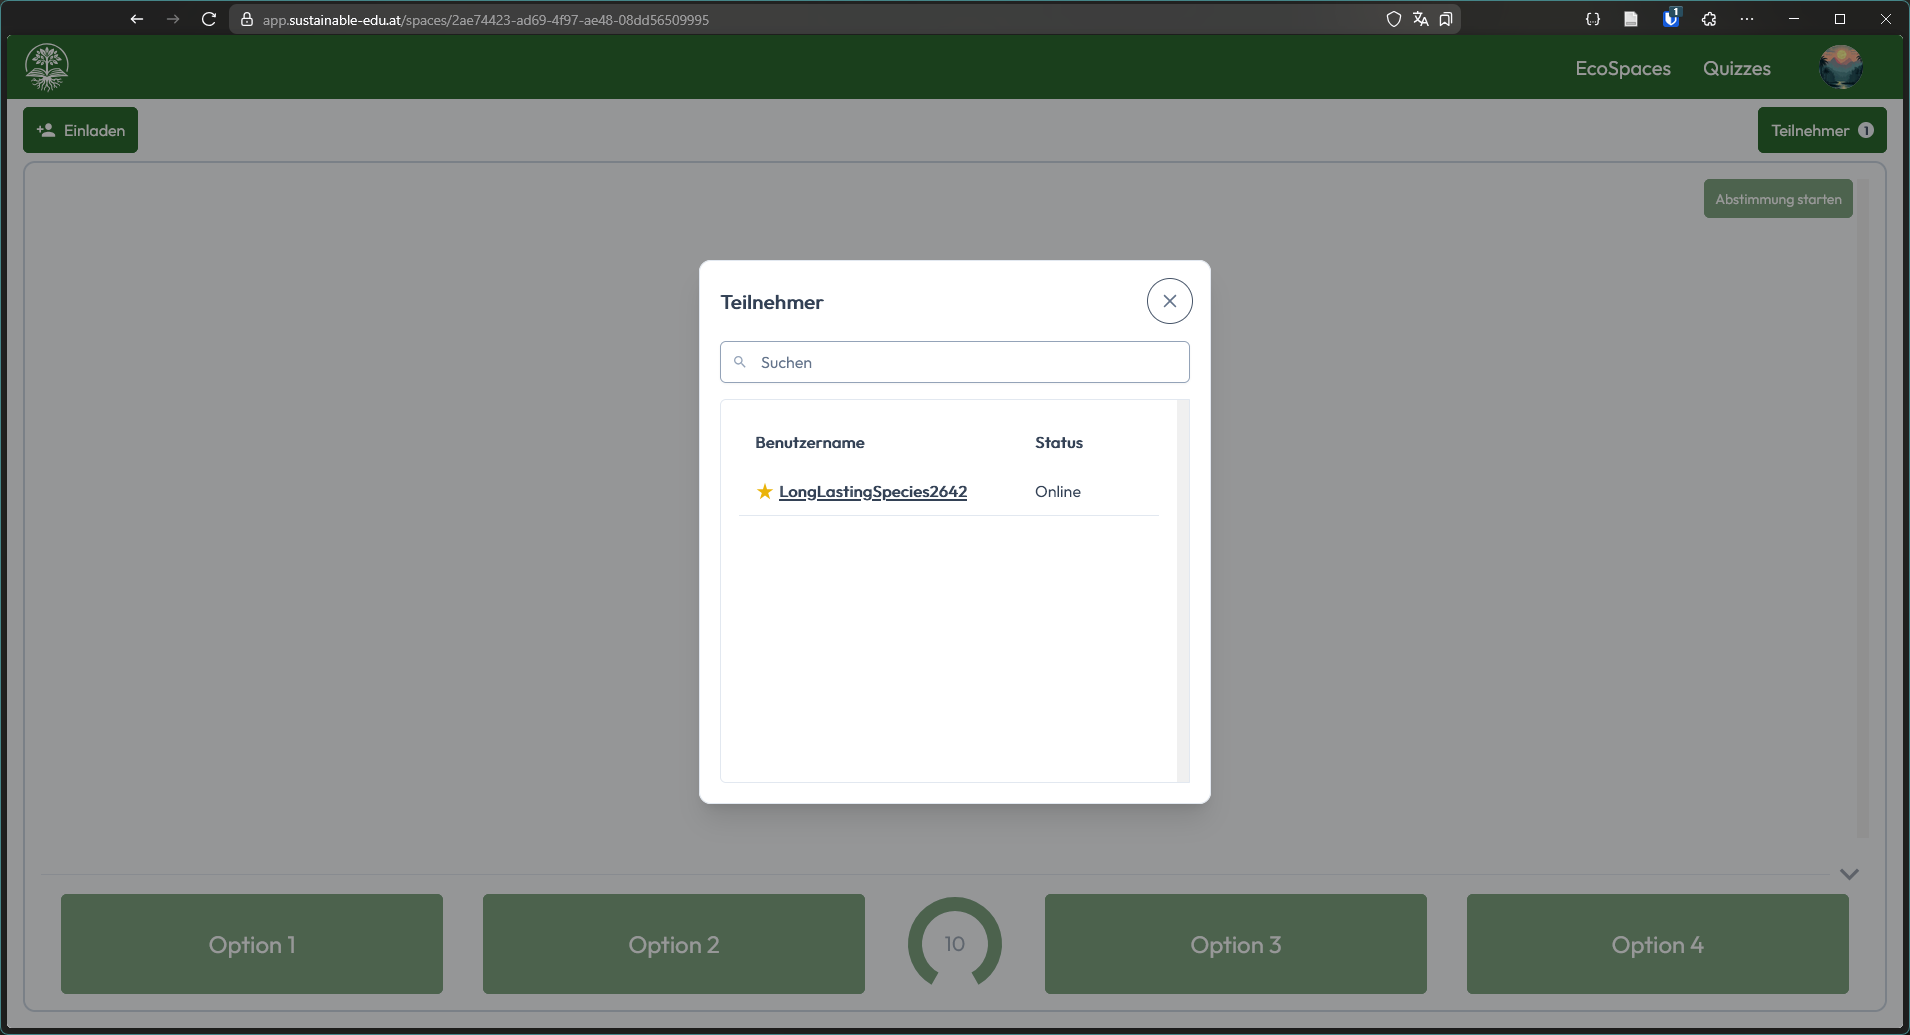 app.sustainable-edu.at/spaces/2ae74423-ad69-4f97-ae48-08dd56509995
1
EcoSpaces
Quizzes
Einladen
Teilnehmer 1
Abstimmung starten
Teilnehmer
Suchen
Benutzername
Status
LongLastingSpecies2642
Online
Option 1
Option 2
10
Option 3
Option 4